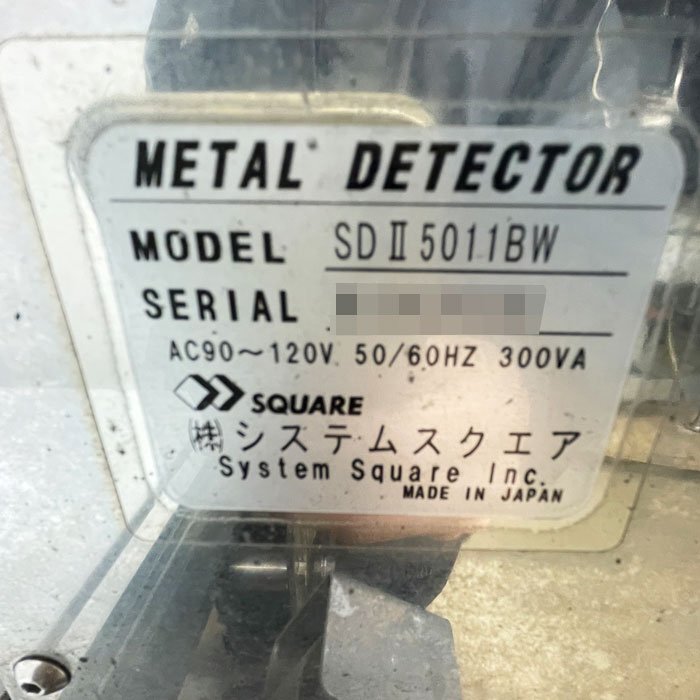 METAL DETECTOR
MODEL SDⅡ5011BW
SERIAL
AC90～120V 50/60HZ 300VA
SQUARE
㈱システムスクエア
System Square Inc.
MADE IN JAPAN